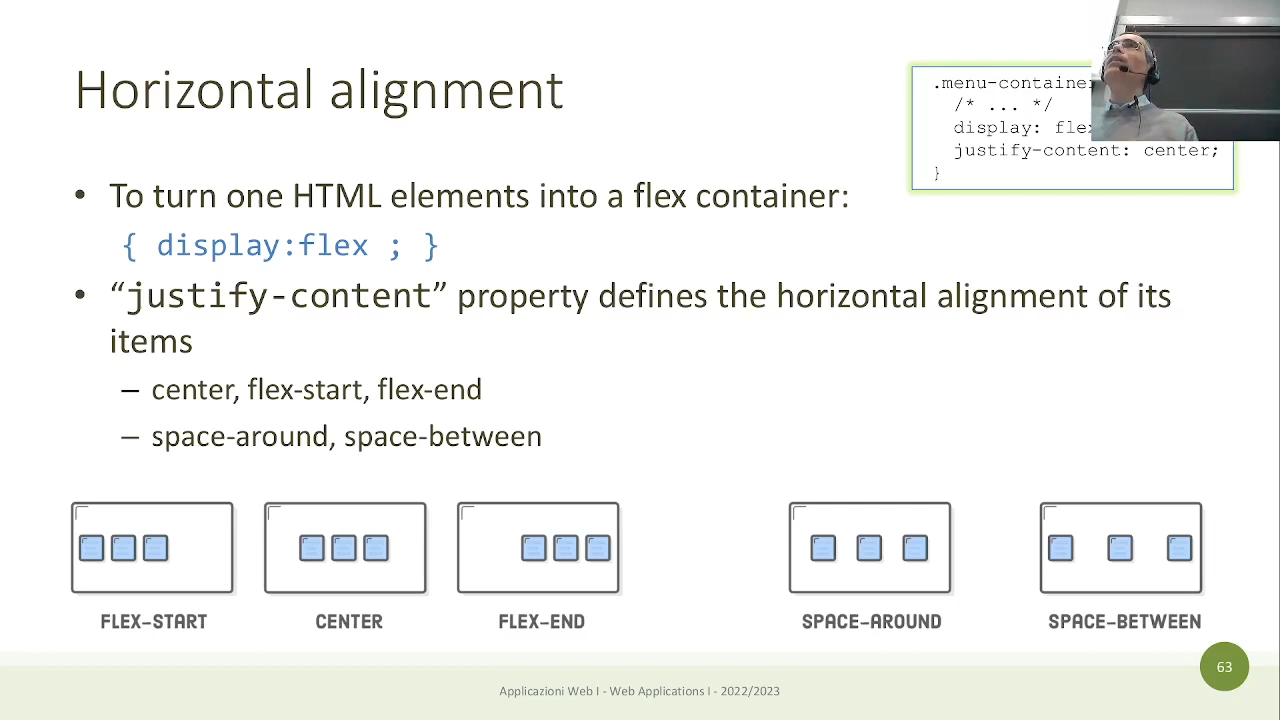 Horizontal alignment
.menu-container
/* ... */
display: flex
justify-content: center;
}
• To turn one HTML elements into a flex container:
{ display:flex ; }
• “justify-content” property defines the horizontal alignment of its
items
– center, flex-start, flex-end
– space-around, space-between
FLEX-START CENTER FLEX-END SPACE-AROUND SPACE-BETWEEN
63
Applicazioni Web I - Web Applications I - 2022/2023